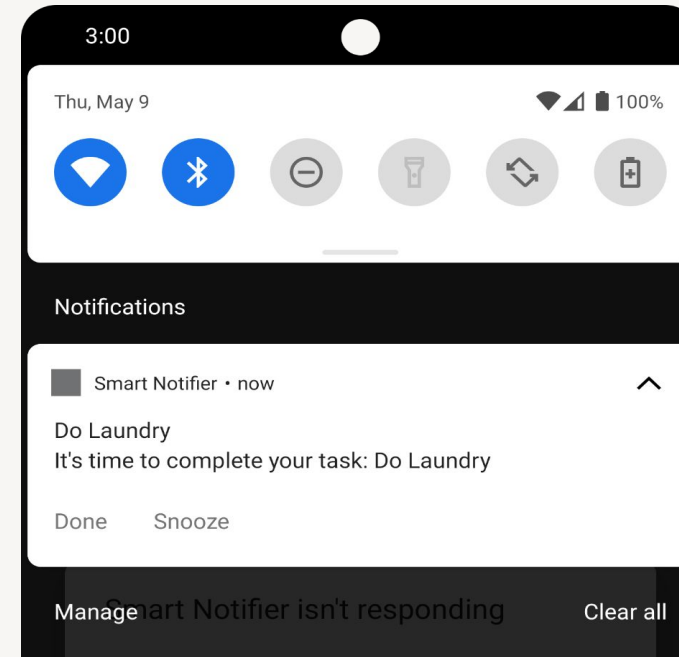 3:00
Thu, May 9 100%
Notifications
Smart Notifier • now
Do Laundry
It's time to complete your task: Do Laundry
Done Snooze
Smart Notifier isn't responding
Manage Clear all